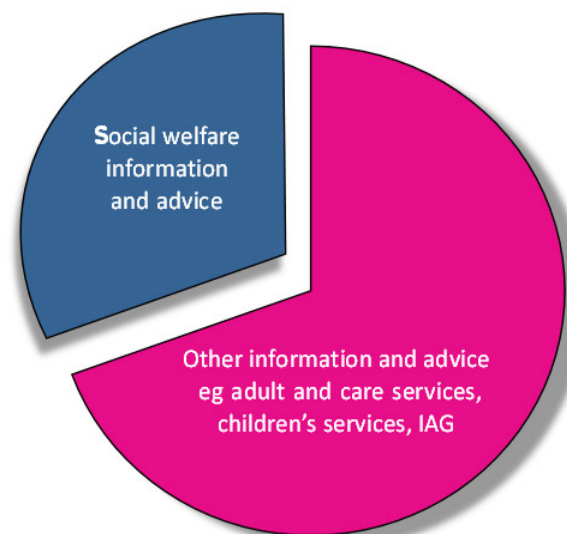 Social welfare
information
and advice
Other information and advice
eg adult and care services,
children's services, IAG